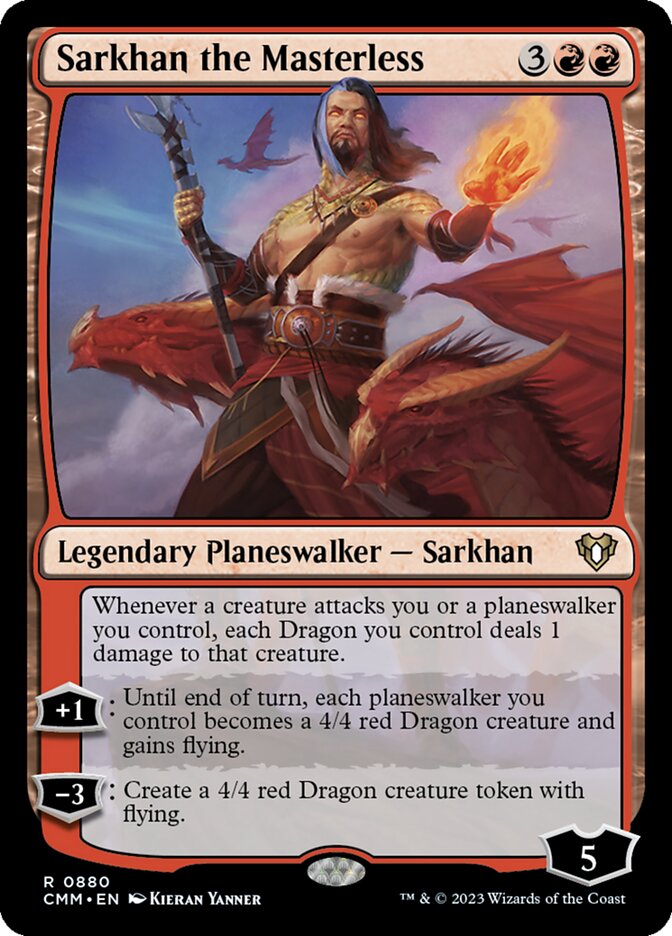 Sarkhan the Masterless 3
Legendary Planeswalker — Sarkhan
Whenever a creature attacks you or a planeswalker
you control, each Dragon you control deals 1
damage to that creature.
+1 : Until end of turn, each planeswalker you
control becomes a 4/4 red Dragon creature and
gains flying.
−3 : Create a 4/4 red Dragon creature token with
flying.
5
R 0880
CMM • EN Kieran Yanner
™ & © 2023 Wizards of the Coast